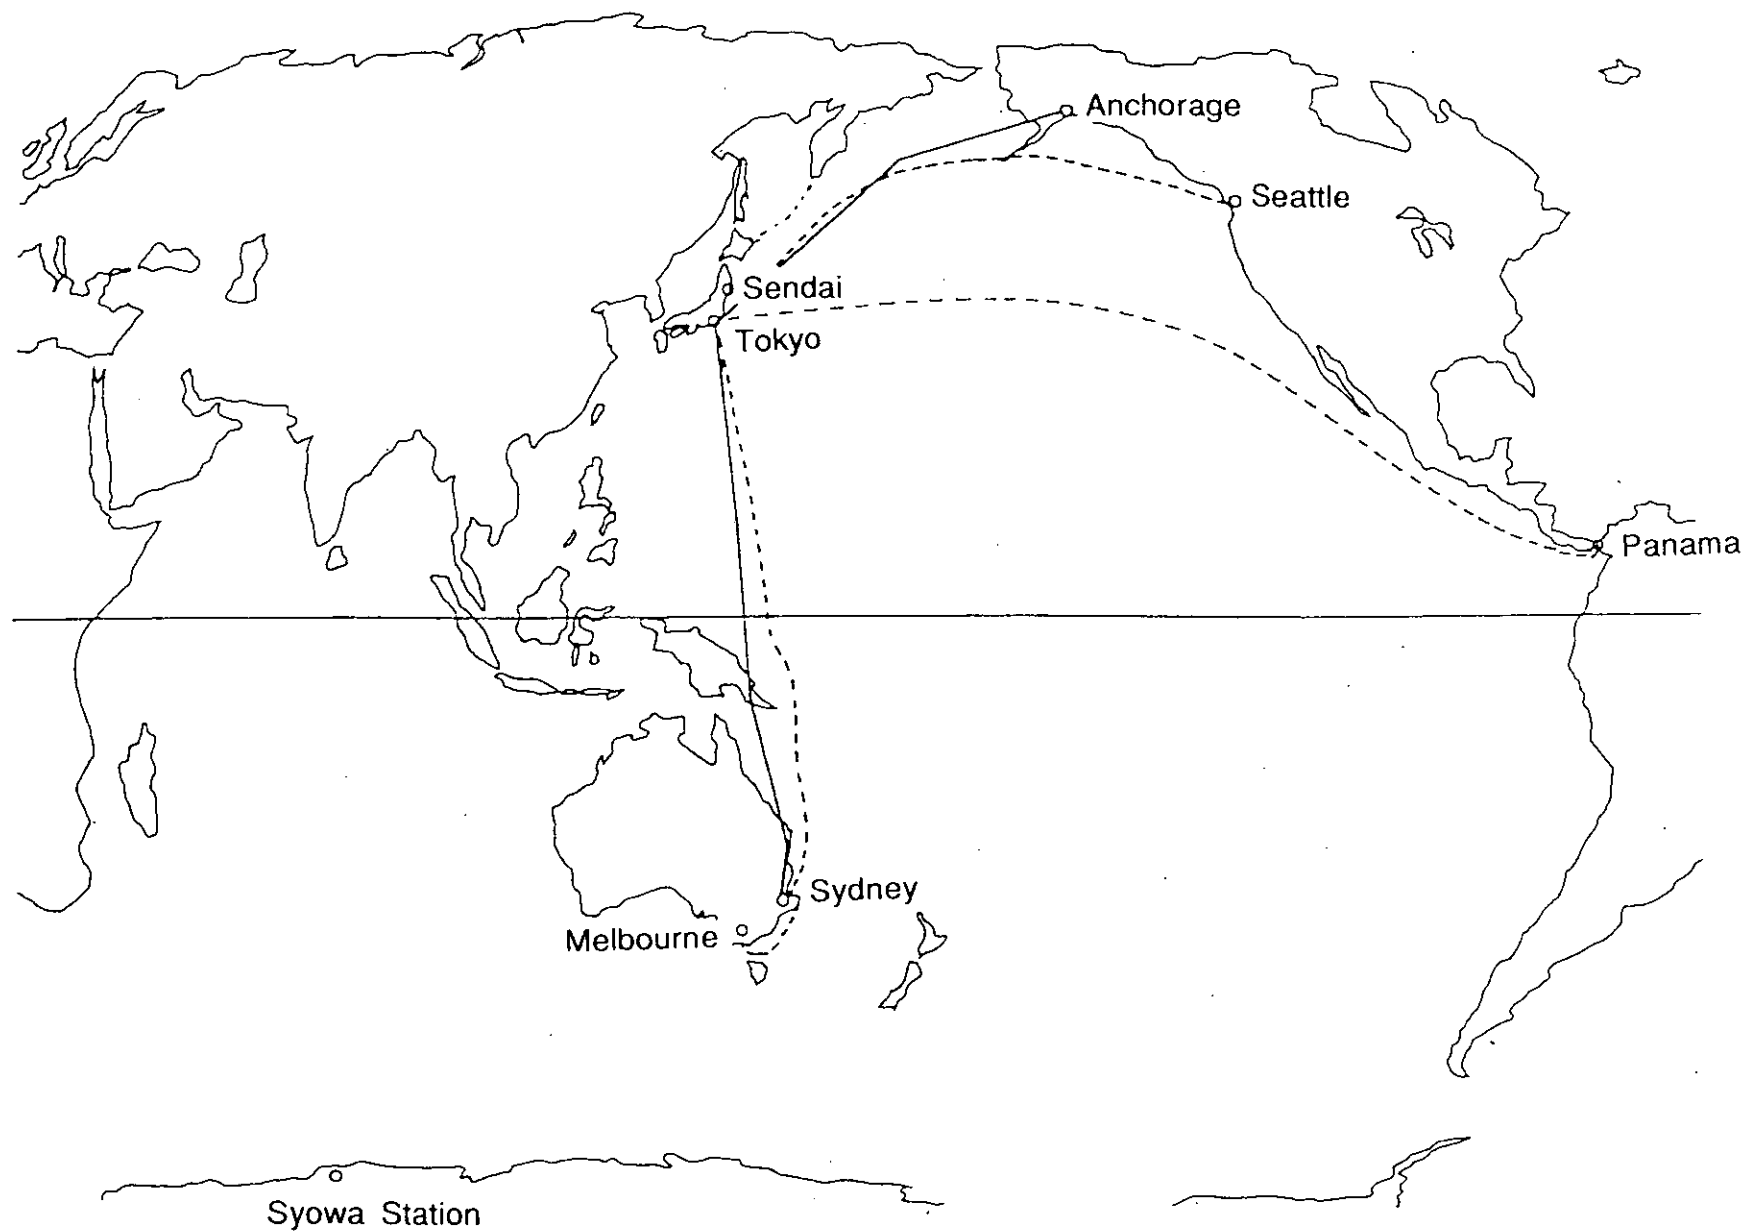 Anchorage
Seattle
Sendai
Tokyo
Panama
Sydney
Melbourne
Syowa Station